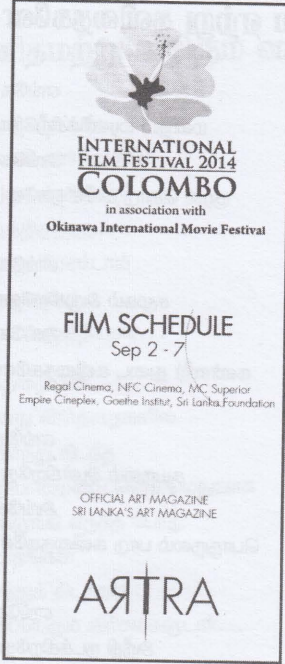 INTERNATIONAL
FILM FESTIVAL 2014
COLOMBO
in association with
Okinawa International Movie Festival
FILM SCHEDULE
Sep 2 - 7
Regal Cinema, NFC Cinema, MC Superior
Empire Cineplex, Goethe Institut, Sri Lanka Foundation
OFFICIAL ART MAGAZINE
SRI LANKA'S ART MAGAZINE
ARTRA